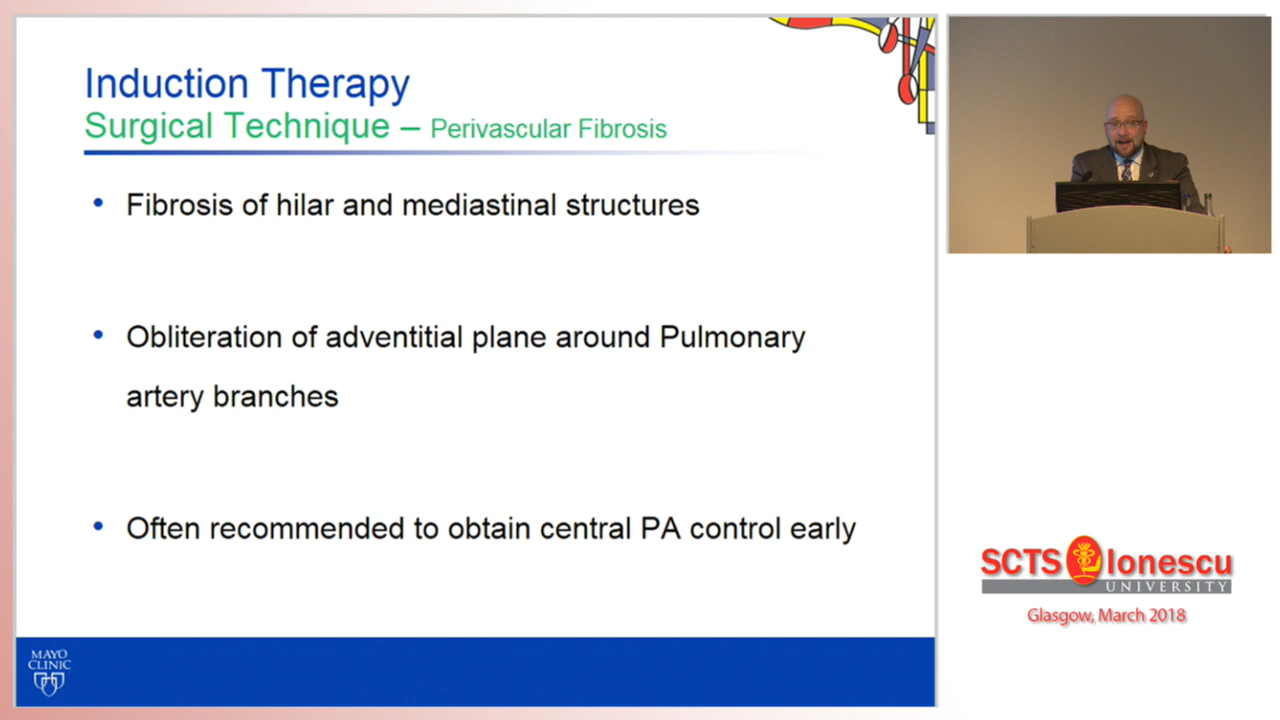 Induction Therapy
Surgical Technique – Perivascular Fibrosis
• Fibrosis of hilar and mediastinal structures
• Obliteration of adventitial plane around Pulmonary
artery branches
• Often recommended to obtain central PA control early
MAYO
CLINIC
SCTS Ionescu
UNIVERSITY
Glasgow, March 2018